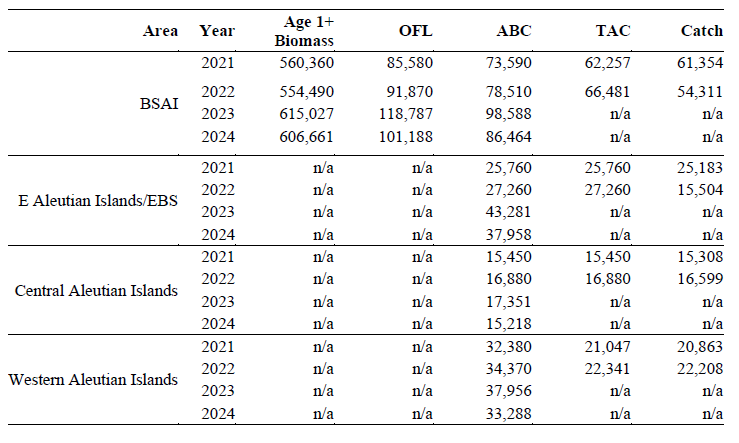 Area Year Age 1+ Biomass OFL ABC TAC Catch
2021 560,360 85,580 73,590 62,257 61,354
2022 554,490 91,870 78,510 66,481 54,311
BSAI
2023 615,027 118,787 98,588 n/a n/a
2024 606,661 101,188 86,464 n/a n/a
2021 n/a n/a 25,760 25,760 25,183
2022 n/a n/a 27,260 27,260 15,504
E Aleutian Islands/EBS
2023 n/a n/a 43,281 n/a n/a
2024 n/a n/a 37,958 n/a n/a
2021 n/a n/a 15,450 15,450 15,308
2022 n/a n/a 16,880 16,880 16,599
Central Aleutian Islands
2023 n/a n/a 17,351 n/a n/a
2024 n/a n/a 15,218 n/a n/a
2021 n/a n/a 32,380 21,047 20,863
2022 n/a n/a 34,370 22,341 22,208
Western Aleutian Islands
2023 n/a n/a 37,956 n/a n/a
2024 n/a n/a 33,288 n/a n/a